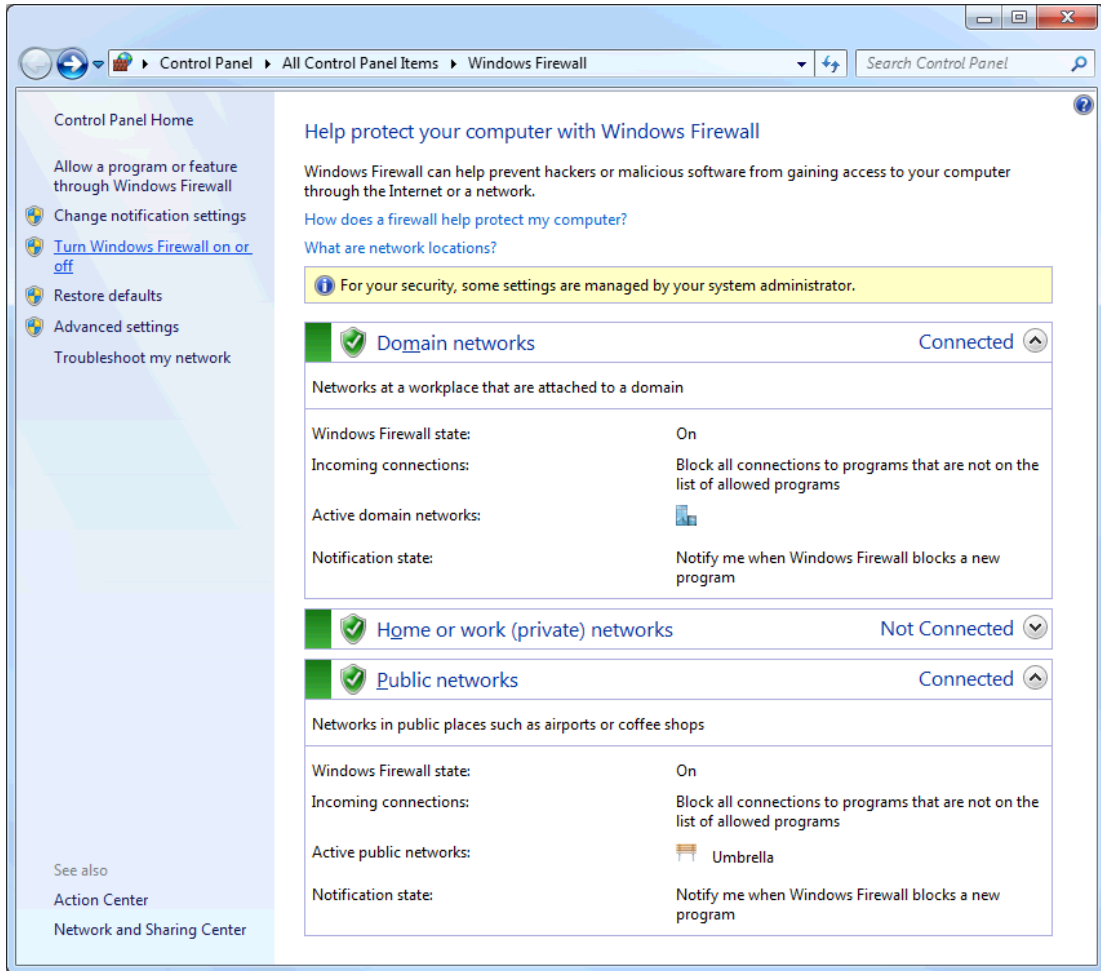 Control Panel All Control Panel Items Windows Firewall
Search Control Panel
Control Panel Home
Allow a program or feature
through Windows Firewall
Change notification settings
Turn Windows Firewall on or
off
Restore defaults
Advanced settings
Troubleshoot my network
See also
Action Center
Network and Sharing Center
Help protect your computer with Windows Firewall
Windows Firewall can help prevent hackers or malicious software from gaining access to your computer
through the Internet or a network.
How does a firewall help protect my computer?
What are network locations?
For your security, some settings are managed by your system administrator.
Domain networks Connected
Networks at a workplace that are attached to a domain
Windows Firewall state: On
Incoming connections: Block all connections to programs that are not on the
list of allowed programs
Active domain networks:
Notification state: Notify me when Windows Firewall blocks a new
program
Home or work (private) networks Not Connected
Public networks Connected
Networks in public places such as airports or coffee shops
Windows Firewall state: On
Incoming connections: Block all connections to programs that are not on the
list of allowed programs
Active public networks: Umbrella
Notification state: Notify me when Windows Firewall blocks a new
program